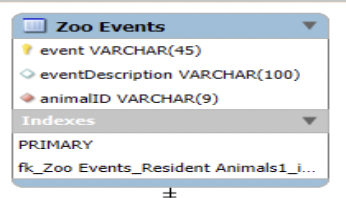 Zoo Events
event VARCHAR(45)
eventDescription VARCHAR(100)
animalID VARCHAR(9)
Indexes
PRIMARY
fk_Zoo Events_Resident Animals1_i...